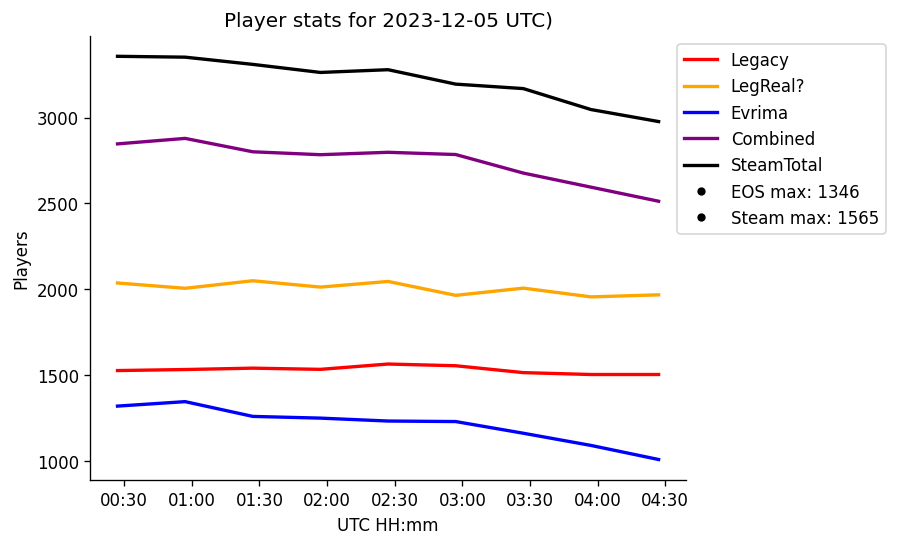 Player stats for 2023-12-05 UTC)
Legacy
LegReal?
Evrima
Combined
SteamTotal
EOS max: 1346
Steam max: 1565
Players
3000
2500
2000
1500
1000
00:30 01:00 01:30 02:00 02:30 03:00 03:30 04:00 04:30
UTC HH:mm